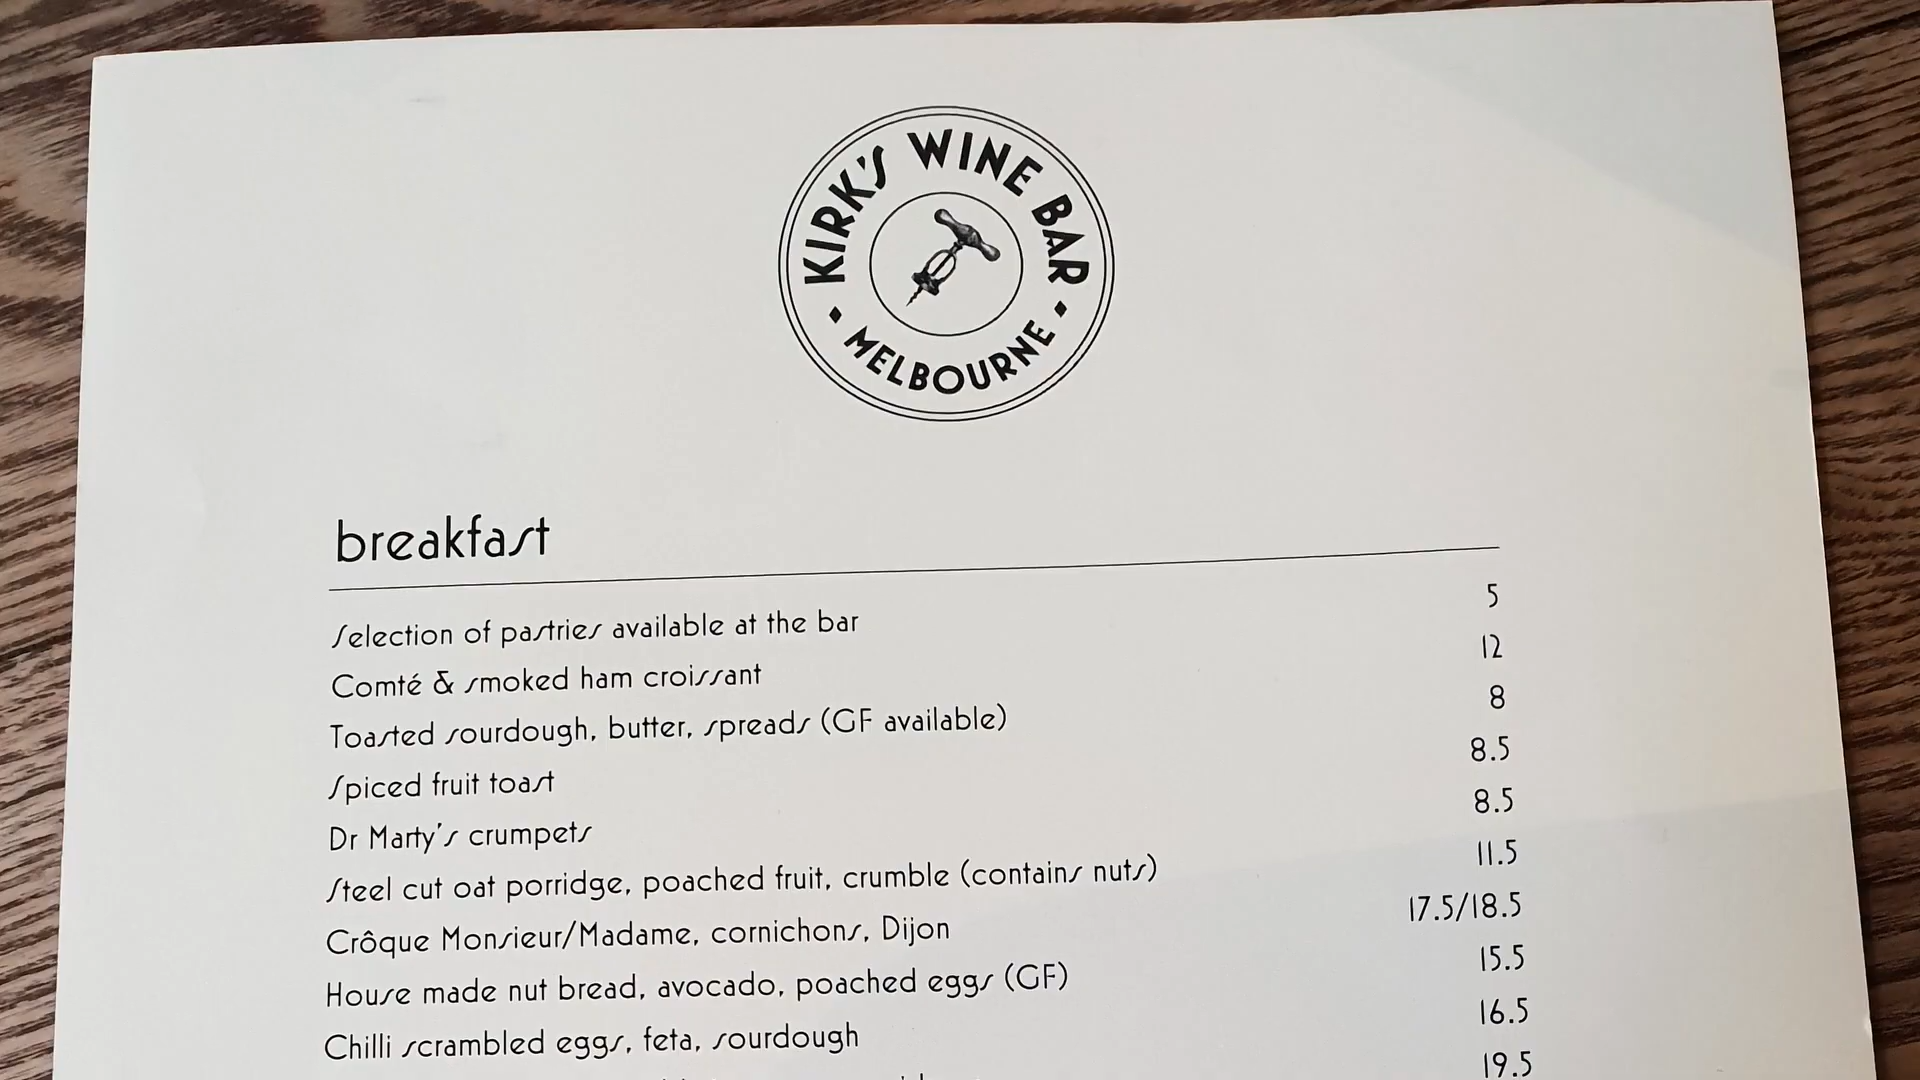 KIRK'S WINE BAR
• MELBOURNE •
breakfast
Selection of pastries available at the bar 5
Comté & smoked ham croissant 12
Toasted sourdough, butter, spreads (GF available) 8
Spiced fruit toast 8.5
Dr Marty's crumpets 8.5
Steel cut oat porridge, poached fruit, crumble (contains nuts) 11.5
Crôque Monsieur/Madame, cornichons, Dijon 17.5/18.5
House made nut bread, avocado, poached eggs (GF) 15.5
Chilli scrambled eggs, feta, sourdough 16.5
19.5